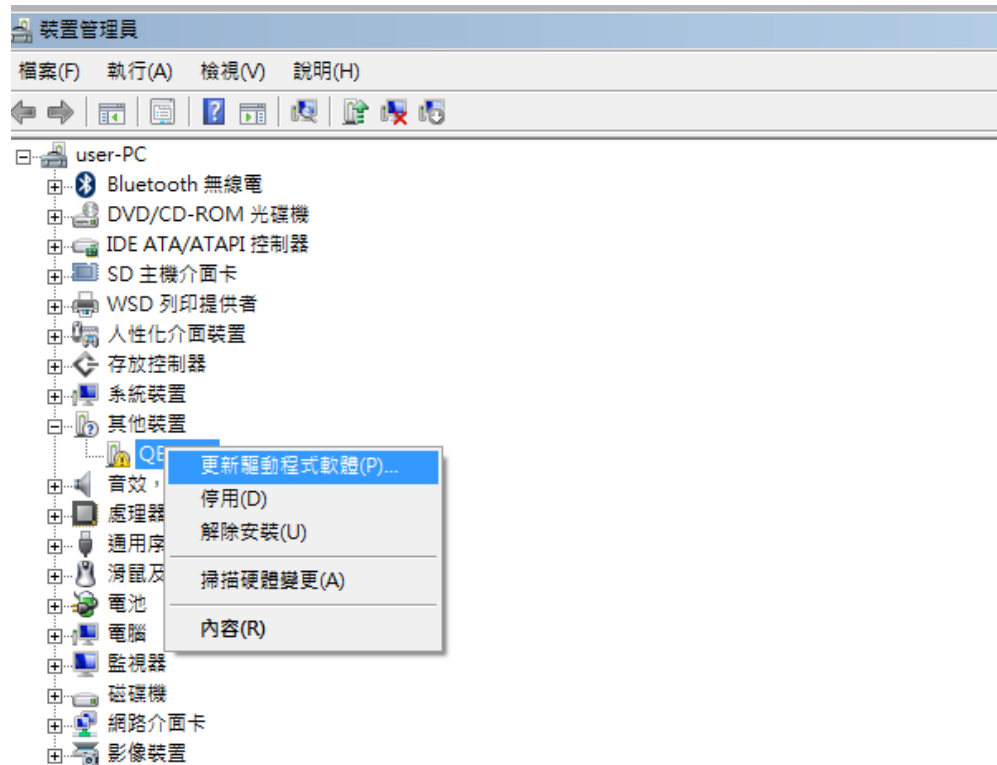 裝置管理員
檔案(F) 執行(A) 檢視(V) 說明(H)
user-PC
Bluetooth 無線電
DVD/CD-ROM 光碟機
IDE ATA/ATAPI 控制器
SD 主機介面卡
WSD 列印提供者
人性化介面裝置
存放控制器
系統裝置
其他裝置
更新驅動程式軟體(P)...
音效，
停用(D)
處理器
解除安裝(U)
通用序
滑鼠及
掃描硬體變更(A)
電池
電腦
內容(R)
監視器
磁碟機
網路介面卡
影像裝置